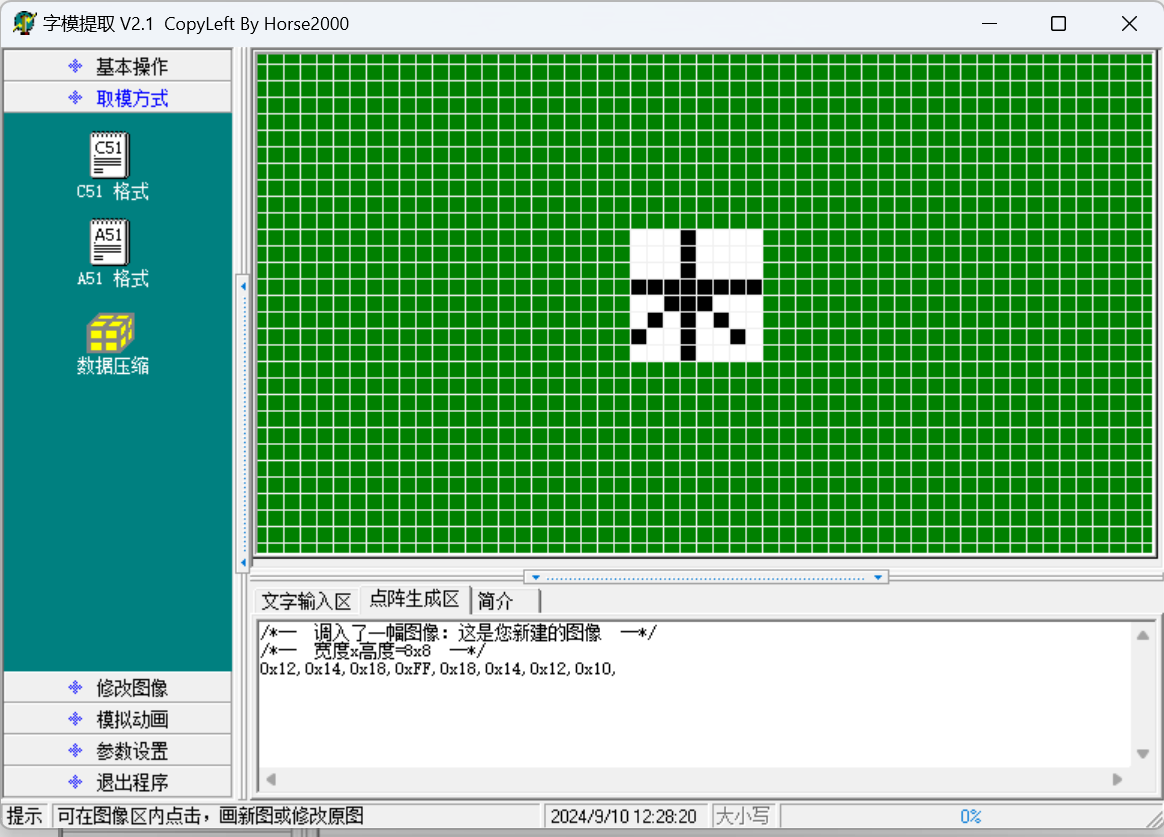 字模提取 V2.1 CopyLeft By Horse2000
基本操作
取模方式
C51
C51 格式
A51
A51 格式
数据压缩
修改图像
模拟动画
参数设置
退出程序
文字输入区 点阵生成区 简介
/*— 调入了一幅图像：这是您新建的图像 —*/
/*— 宽度x高度=8x8 —*/
0x12,0x14,0x18,0xFF,0x18,0x14,0x12,0x10,
提示 可在图像区内点击，画新图或修改原图 2024/9/10 12:28:20 大小写 0%